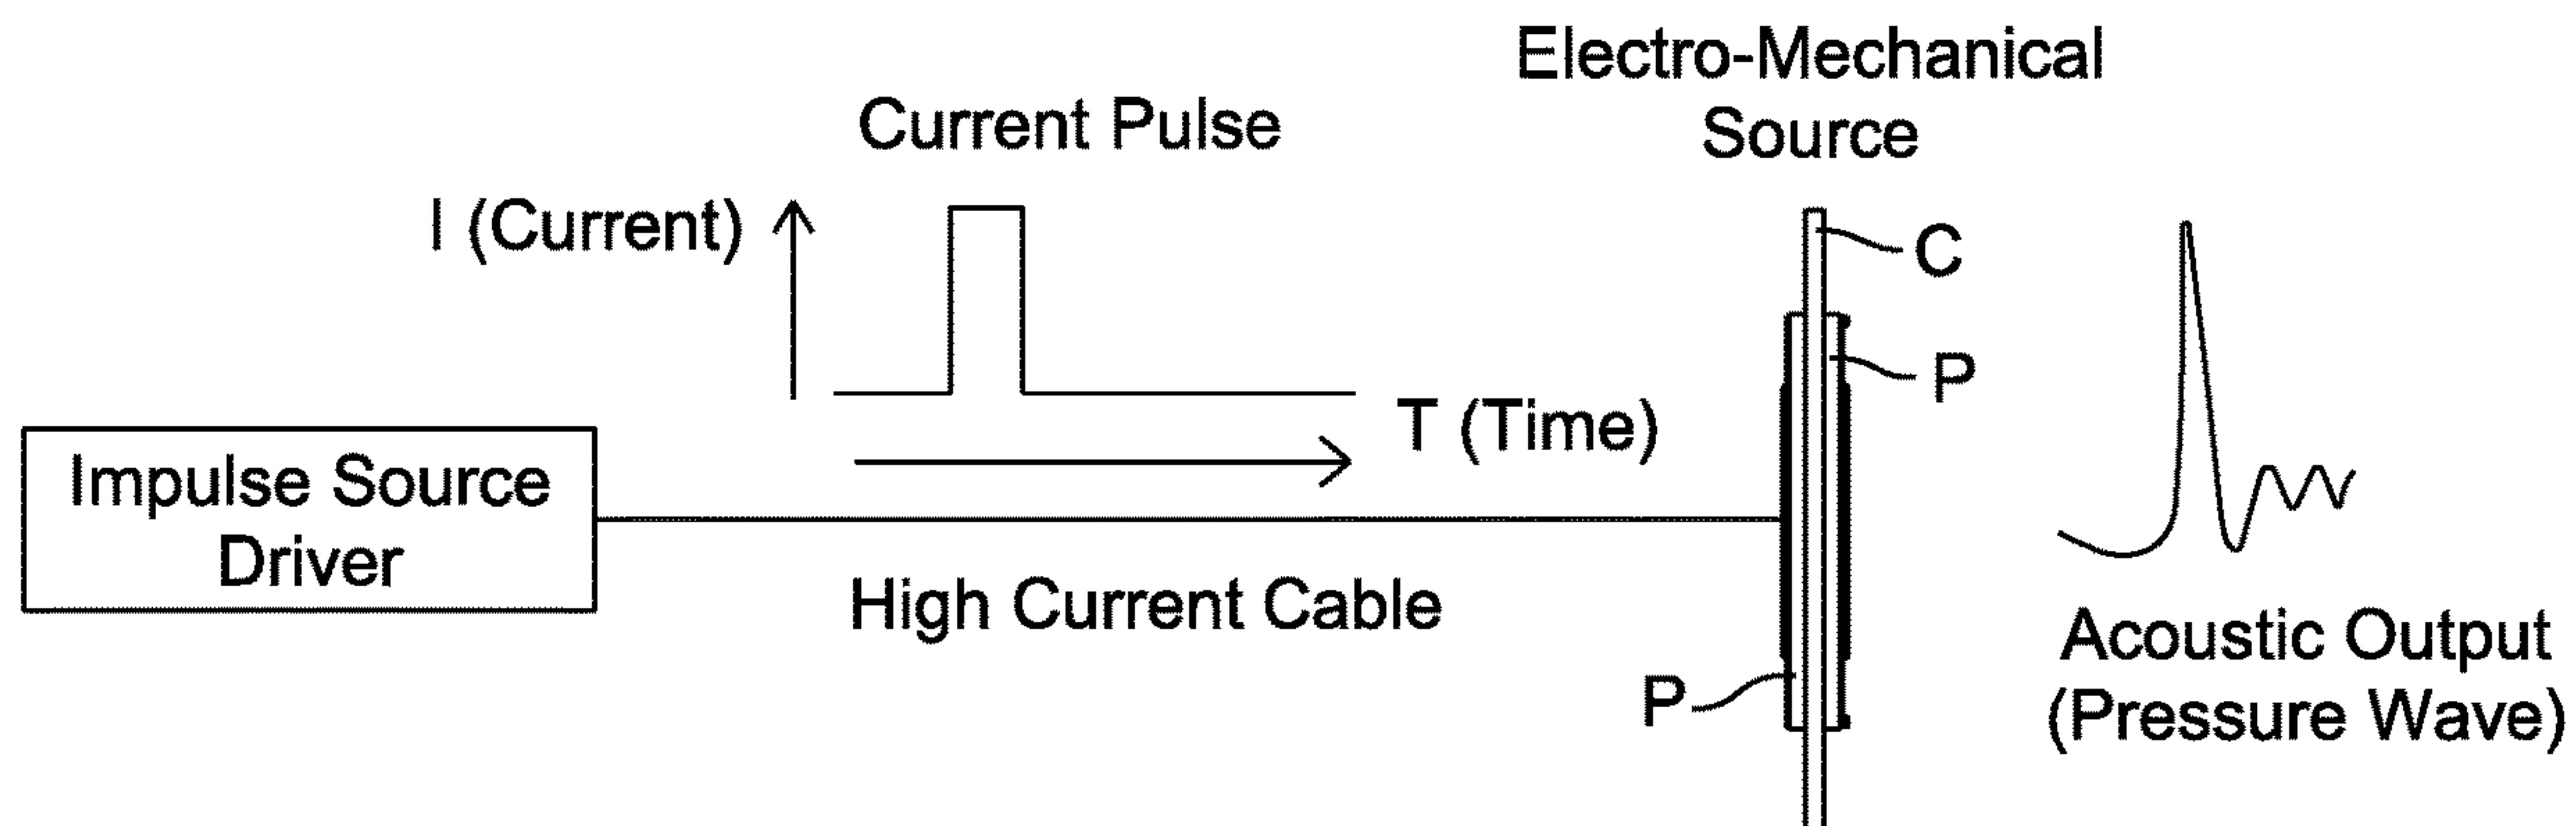 Electro-Mechanical
Source
Current Pulse
I (Current)
C
P
T (Time)
Impulse Source
Driver
High Current Cable
P
Acoustic Output
(Pressure Wave)